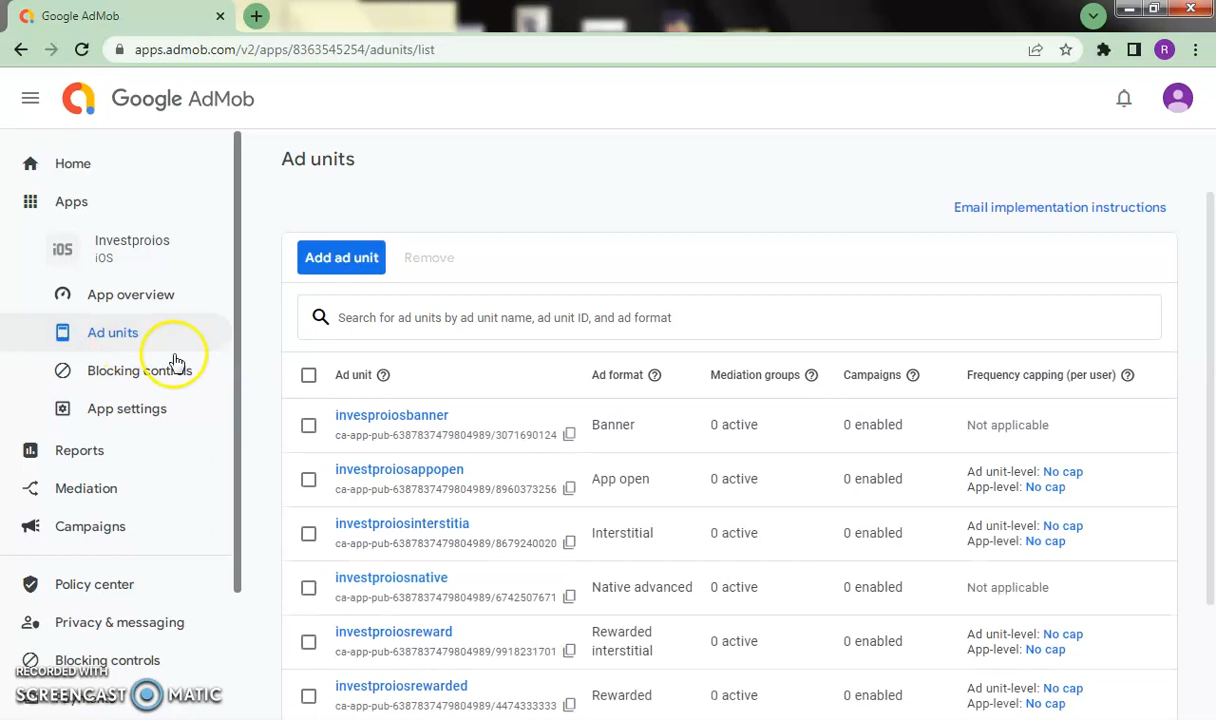 Google AdMob
apps.admob.com/v2/apps/8363545254/adunits/list
R
Google AdMob
Home
Apps
iOS
Investproios
iOS
App overview
Ad units
Blocking controls
App settings
Reports
Mediation
Campaigns
Policy center
Privacy & messaging
Blocking controls
RECORDED WITH
SCREENCAST MATIC
Ad units
Email implementation instructions
Add ad unit
Remove
Search for ad units by ad unit name, ad unit ID, and ad format
Ad unit Ad format Mediation groups Campaigns Frequency capping (per user)
invesproiosbanner
ca-app-pub-6387837479804989/3071690124
Banner 0 active 0 enabled Not applicable
investproiosappopen
ca-app-pub-6387837479804989/8960373256
App open 0 active 0 enabled
Ad unit-level: No cap
App-level: No cap
investproiosinterstitia
ca-app-pub-6387837479804989/8679240020
Interstitial 0 active 0 enabled
Ad unit-level: No cap
App-level: No cap
investproiosnative
ca-app-pub-6387837479804989/6742507671
Native advanced 0 active 0 enabled Not applicable
investproiosreward
ca-app-pub-6387837479804989/9918231701
Rewarded
interstitial
0 active 0 enabled
Ad unit-level: No cap
App-level: No cap
investproiosrewarded
ca-app-pub-6387837479804989/4474333333
Rewarded 0 active 0 enabled
Ad unit-level: No cap
App-level: No cap